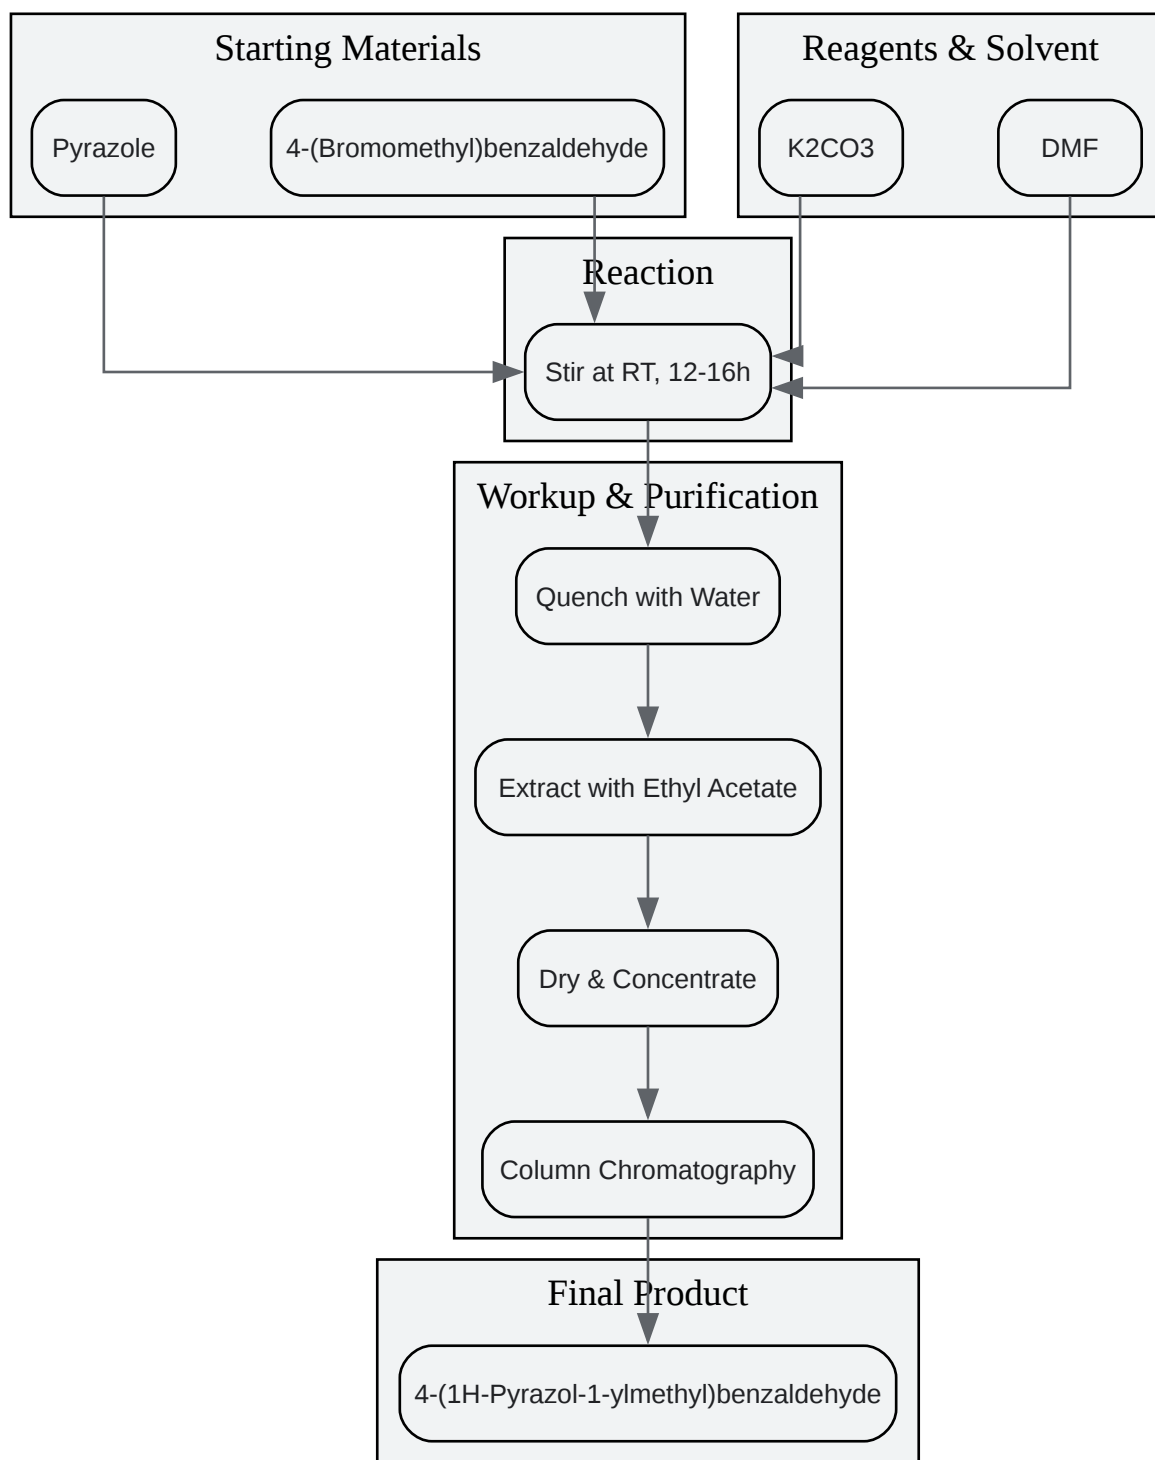 Starting Materials
Reagents & Solvent
Pyrazole
4-(Bromomethyl)benzaldehyde
K2CO3
DMF
Reaction
Stir at RT, 12-16h
Workup & Purification
Quench with Water
Extract with Ethyl Acetate
Dry & Concentrate
Column Chromatography
Final Product
4-(1H-Pyrazol-1-ylmethyl)benzaldehyde